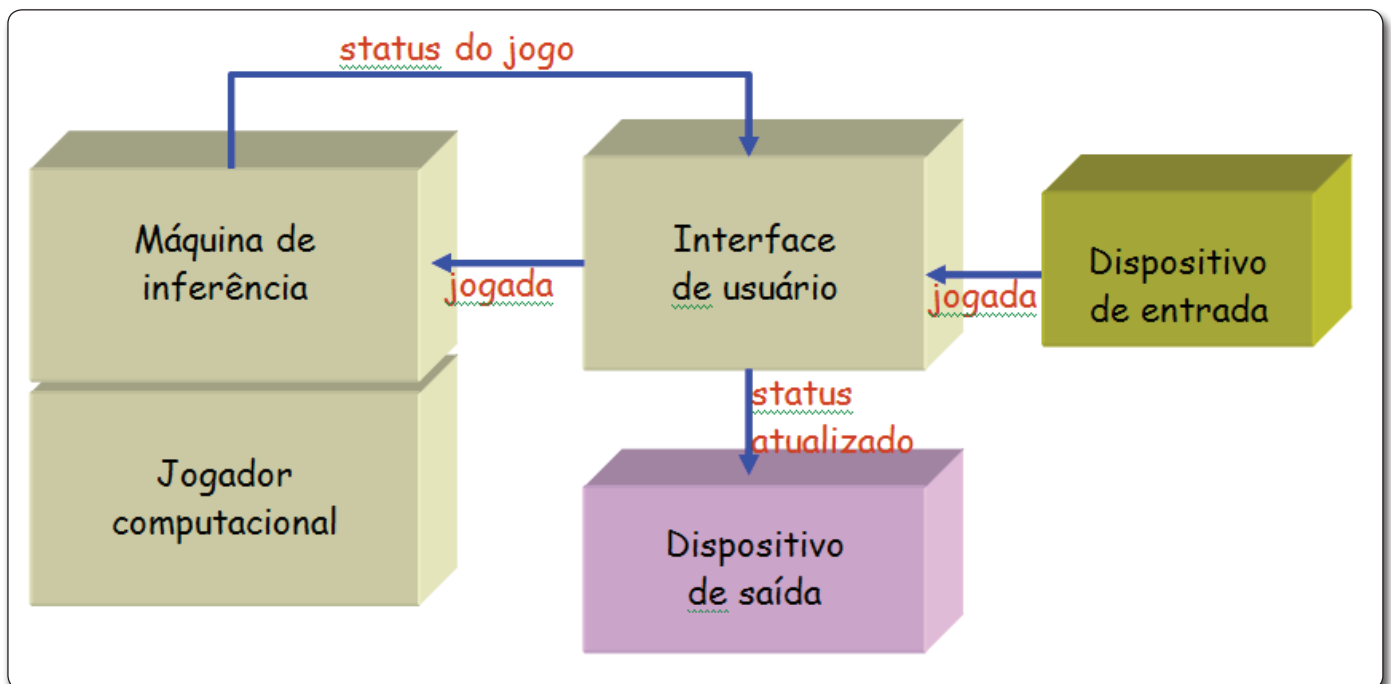 status do jogo
Máquina de
inferência
jogada
Interface
de usuário
jogada
Dispositivo
de entrada
status
atualizado
Jogador
computacional
Dispositivo
de saída